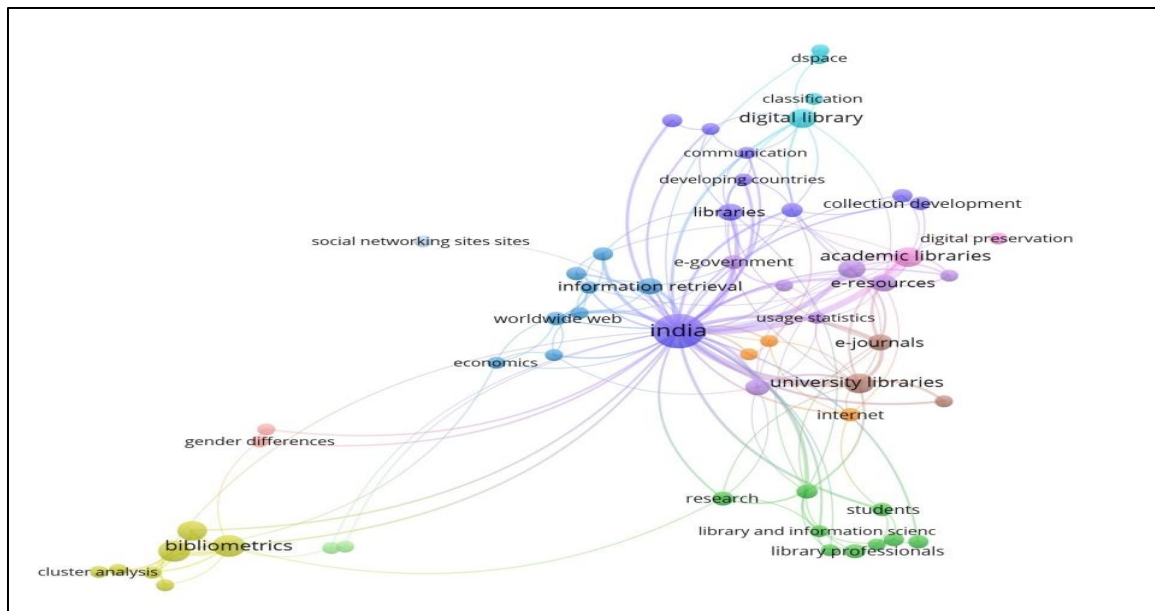 dspace
classification
digital library
communication
developing countries
libraries
collection development
social networking sites sites
digital preservation
academic libraries
e-government
e-resources
information retrieval
worldwide web
usage statistics
india
e-journals
economics
university libraries
internet
gender differences
research
students
library and information scienc
bibliometrics
library professionals
cluster analysis